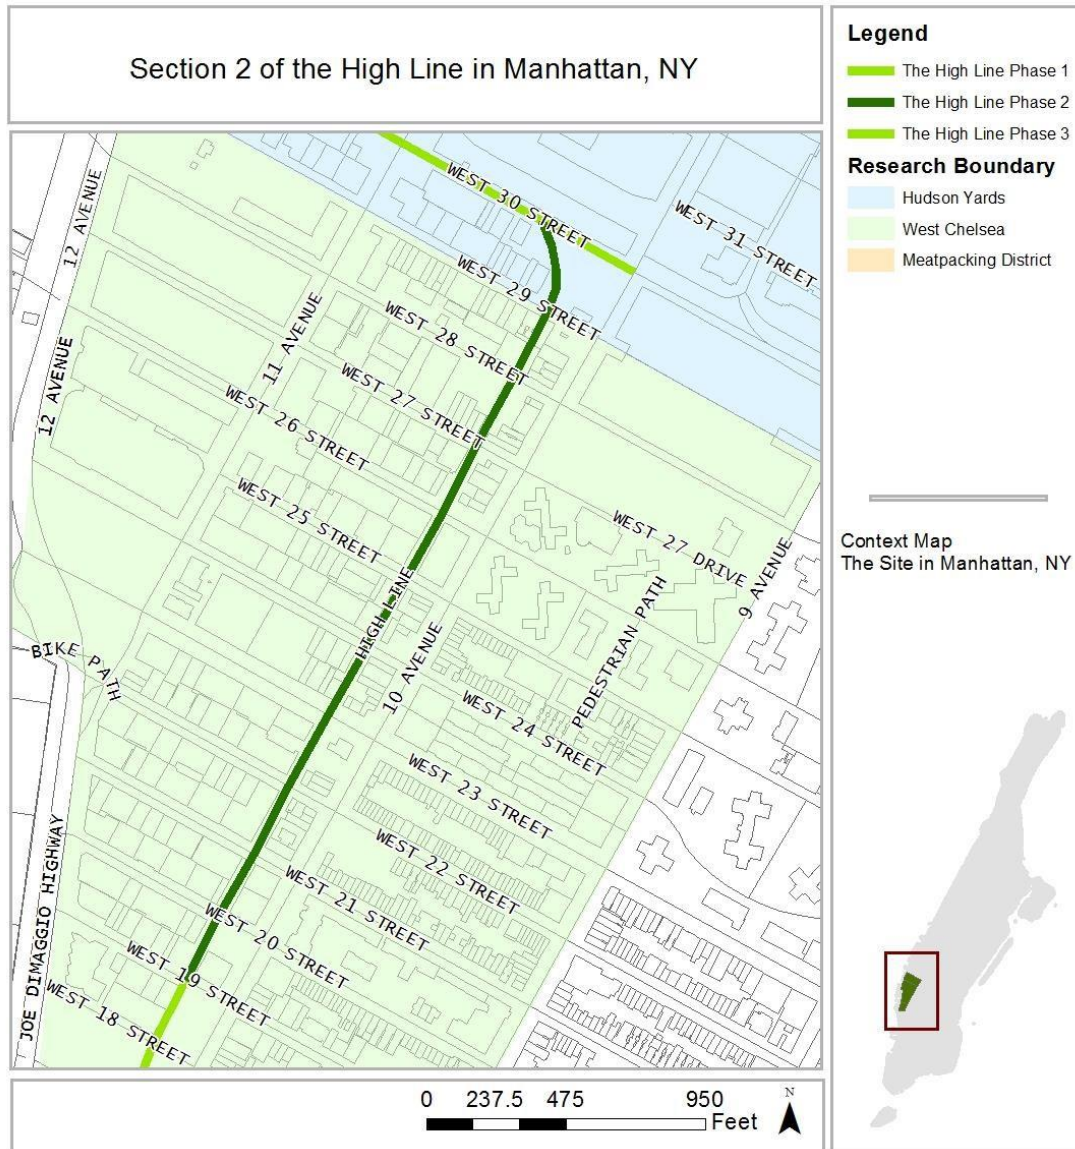 Section 2 of the High Line in Manhattan, NY
Legend
The High Line Phase 1
The High Line Phase 2
The High Line Phase 3
Research Boundary
Hudson Yards
West Chelsea
Meatpacking District
12 AVENUE
WEST 30 STREET
WEST 31 STREET
WEST 29 STREET
11 AVENUE
WEST 28 STREET
12 AVENUE
WEST 27 STREET
WEST 26 STREET
WEST 25 STREET
WEST 27 DRIVE
9 AVENUE
HIGH LINE
PEDESTRIAN PATH
10 AVENUE
BIKE PATH
WEST 24 STREET
WEST 23 STREET
WEST 22 STREET
JOE DIMAGGIO HIGHWAY
WEST 21 STREET
WEST 20 STREET
WEST 19 STREET
WEST 18 STREET
Context Map
The Site in Manhattan, NY
0 237.5 475 950
Feet
N